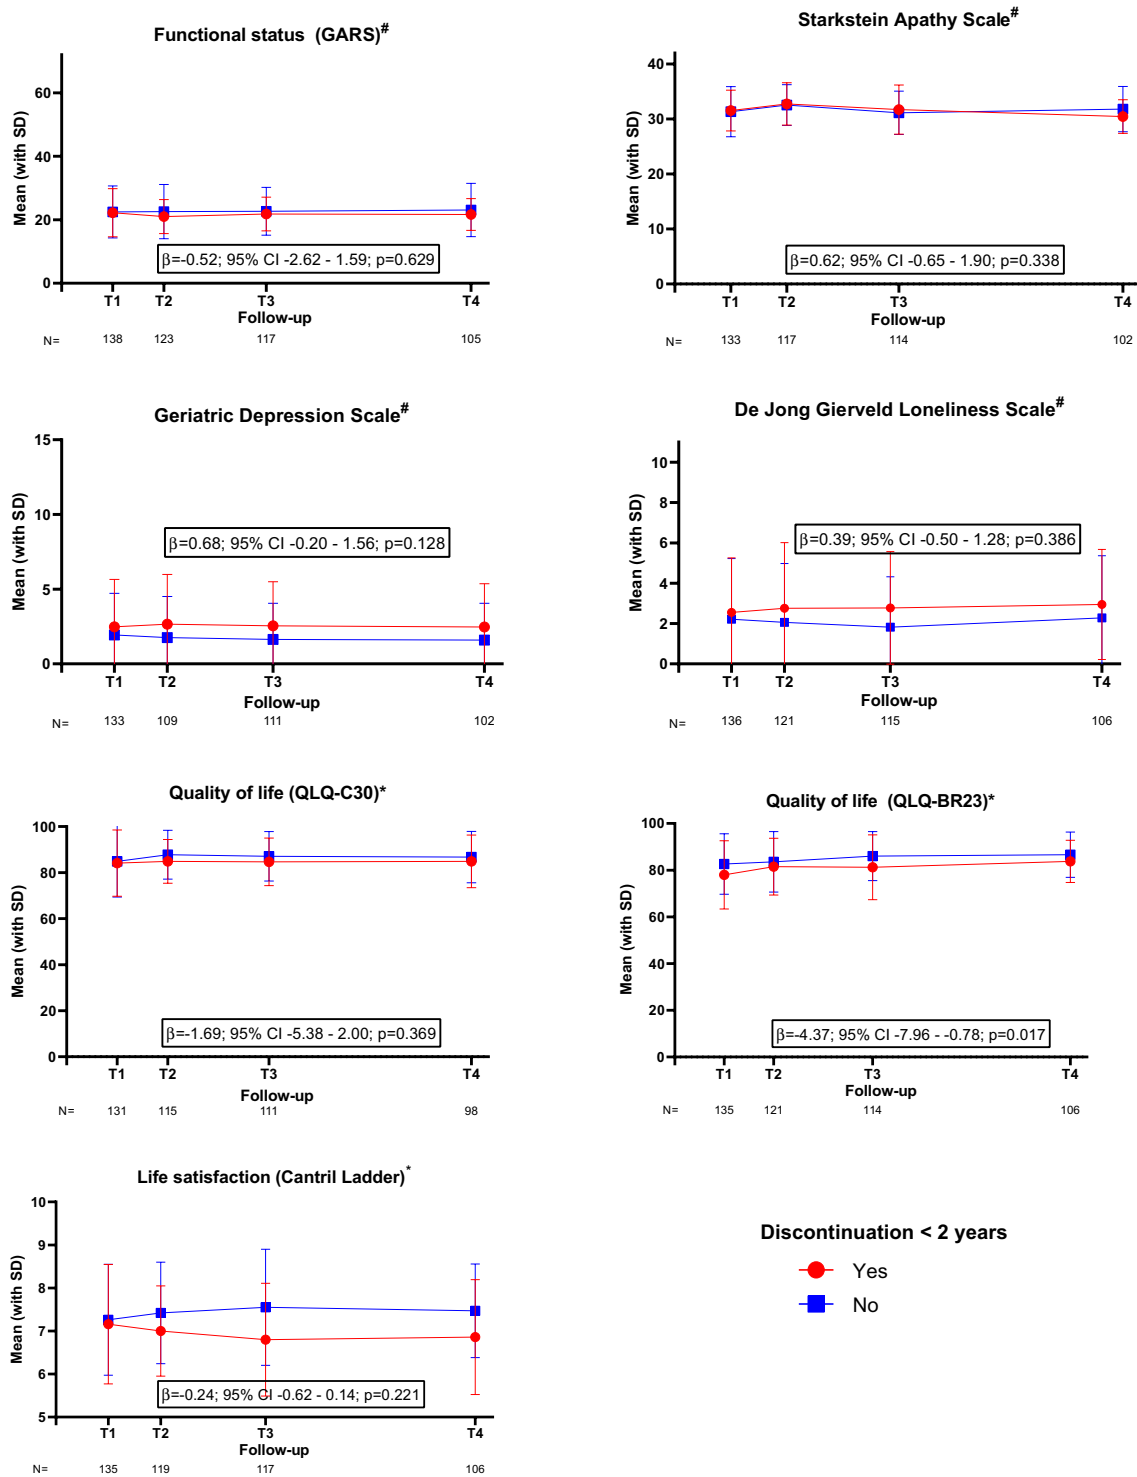 Functional status (GARS)#
Mean (with SD)
60
40
20
0
β=-0.52; 95% CI -2.62 - 1.59; p=0.629
T1 T2 T3 T4
Follow-up
N= 138 123 117 105
Starkstein Apathy Scale#
Mean (with SD)
40
30
20
10
0
β=0.62; 95% CI -0.65 - 1.90; p=0.338
T1 T2 T3 T4
Follow-up
N= 133 117 114 102
Geriatric Depression Scale#
Mean (with SD)
15
10
5
0
β=0.68; 95% CI -0.20 - 1.56; p=0.128
T1 T2 T3 T4
Follow-up
N= 133 109 111 102
De Jong Gierveld Loneliness Scale#
Mean (with SD)
10
8
6
4
2
0
β=0.39; 95% CI -0.50 - 1.28; p=0.386
T1 T2 T3 T4
Follow-up
N= 136 121 115 106
Quality of life (QLQ-C30)*
Mean (with SD)
100
80
60
40
20
0
β=-1.69; 95% CI -5.38 - 2.00; p=0.369
T1 T2 T3 T4
Follow-up
N= 131 115 111 98
Quality of life (QLQ-BR23)*
Mean (with SD)
100
80
60
40
20
0
β=-4.37; 95% CI -7.96 - -0.78; p=0.017
T1 T2 T3 T4
Follow-up
N= 135 121 114 106
Life satisfaction (Cantril Ladder)*
Mean (with SD)
10
9
8
7
6
5
β=-0.24; 95% CI -0.62 - 0.14; p=0.221
T1 T2 T3 T4
Follow-up
N= 135 119 117 106
Discontinuation < 2 years
Yes
No